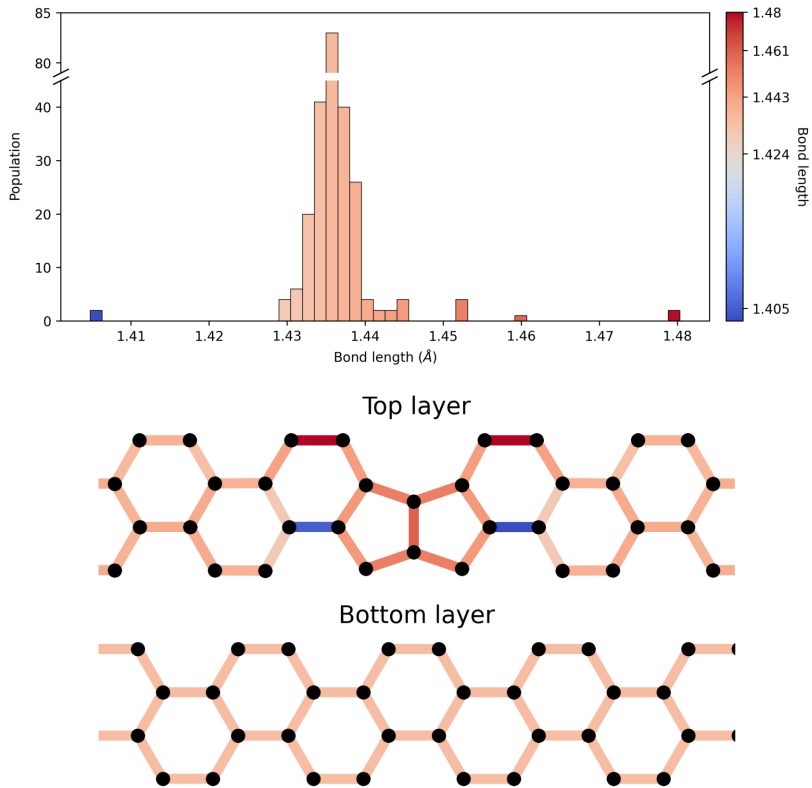 85
80
40
30
20
10
0
Population
1.41 1.42 1.43 1.44 1.45 1.46 1.47 1.48
Bond length (Å)
1.48
1.461
1.443
1.424
1.405
Bond length
Top layer
Bottom layer